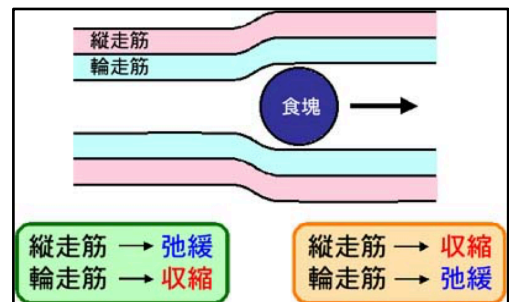 縦走筋
輪走筋
食塊
縦走筋 → 弛緩
輪走筋 → 収縮
縦走筋 → 収縮
輪走筋 → 弛緩